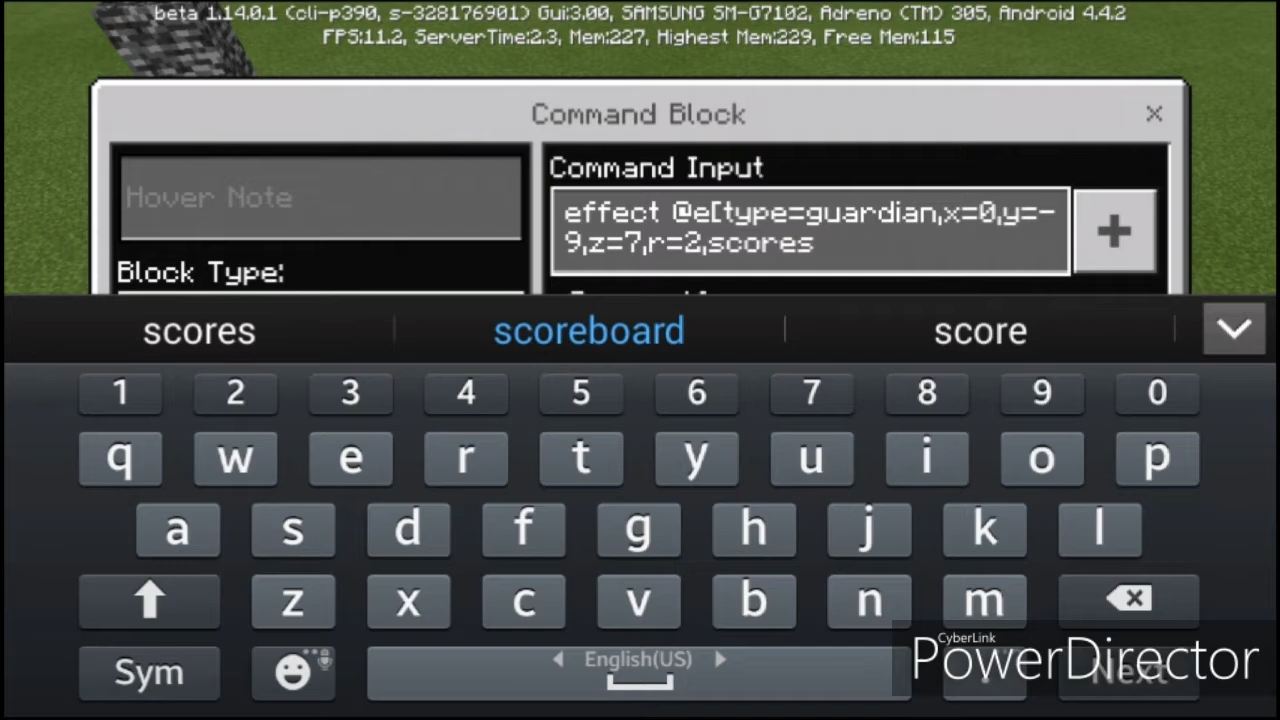 beta 1.14.0.1 (cli-p390, s-328176901) Gui:3.00, SAMSUNG SM-G7102, Adreno (TM) 305, Android 4.4.2
FPS:11.2, ServerTime:2.3, Mem:227, Highest Mem:229, Free Mem:115
Command Block
Hover Note
Block Type:
Command Input
effect @e[type=guardian,x=0,y=-
9,z=7,r=2,scores
scores scoreboard score
1 2 3 4 5 6 7 8 9 0
q w e r t y u i o p
a s d f g h j k l
z x c v b n m
Sym English(US) Next
CyberLink
PowerDirector